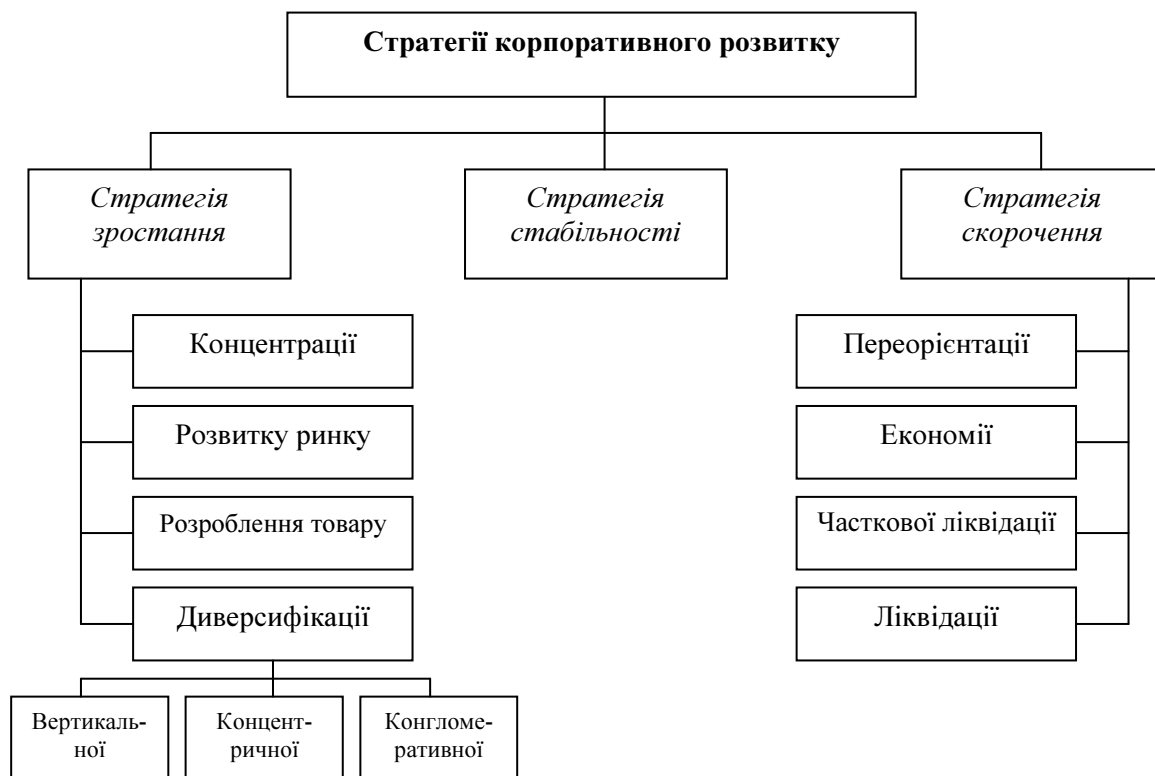 Стратегії корпоративного розвитку
Стратегія
зростання
Стратегія
стабільності
Стратегія
скорочення
Концентрації
Розвитку ринку
Розроблення товару
Диверсифікації
Переорієнтації
Економії
Часткової ліквідації
Ліквідації
Вертикаль-
ної
Концент-
ричної
Конгломе-
ративної